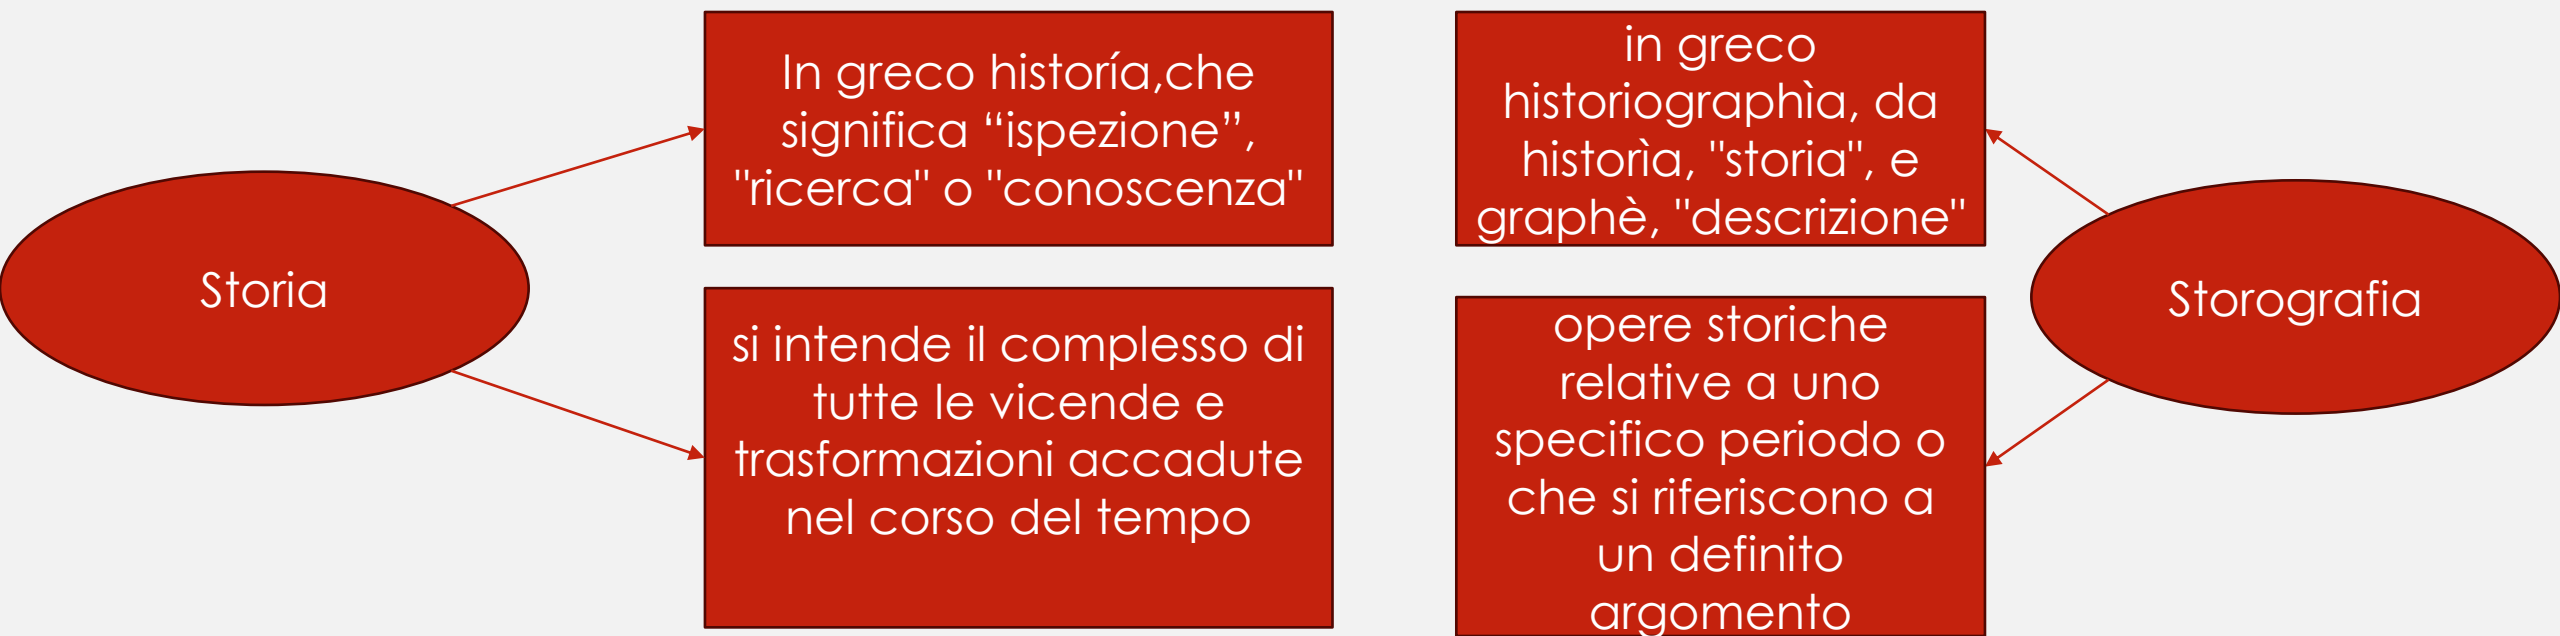 Storia
In greco historía,che
significa “ispezione”,
"ricerca" o "conoscenza"
si intende il complesso di
tutte le vicende e
trasformazioni accadute
nel corso del tempo
in greco
historiographìa, da
historìa, "storia", e
graphè, "descrizione"
opere storiche
relative a uno
specifico periodo o
che si riferiscono a
un definito
argomento
Storografia